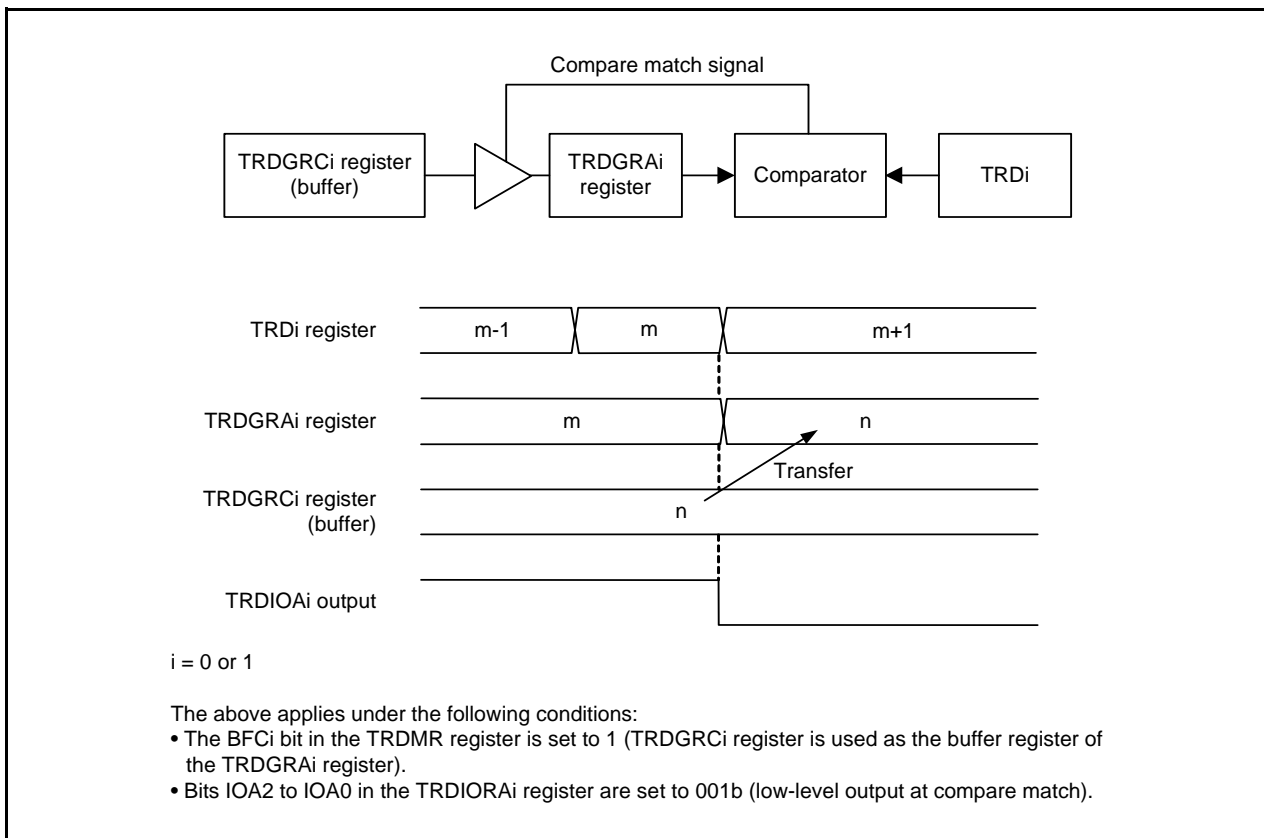 Compare match signal
TRDGRCi register
(buffer)
TRDGRAi
register
Comparator
TRDi
TRDi register
m-1
m
m+1
TRDGRAi register
m
n
Transfer
TRDGRCi register
(buffer)
n
TRDIOAi output
i = 0 or 1
The above applies under the following conditions:
• The BFCi bit in the TRDMR register is set to 1 (TRDGRCi register is used as the buffer register of
the TRDGRAi register).
• Bits IOA2 to IOA0 in the TRDIORAi register are set to 001b (low-level output at compare match).